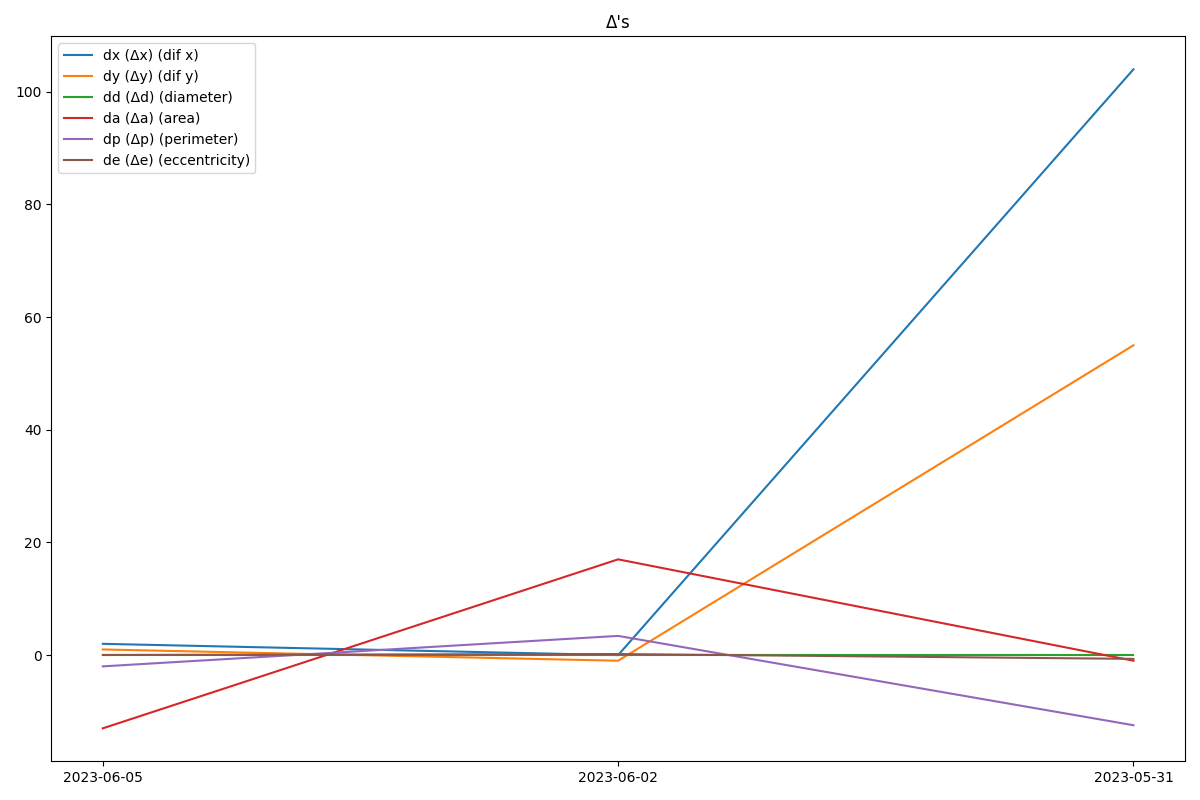 Δ's
dx (Δx) (dif x)
dy (Δy) (dif y)
dd (Δd) (diameter)
da (Δa) (area)
dp (Δp) (perimeter)
de (Δe) (eccentricity)
100
80
60
40
20
0
2023-06-05
2023-06-02
2023-05-31